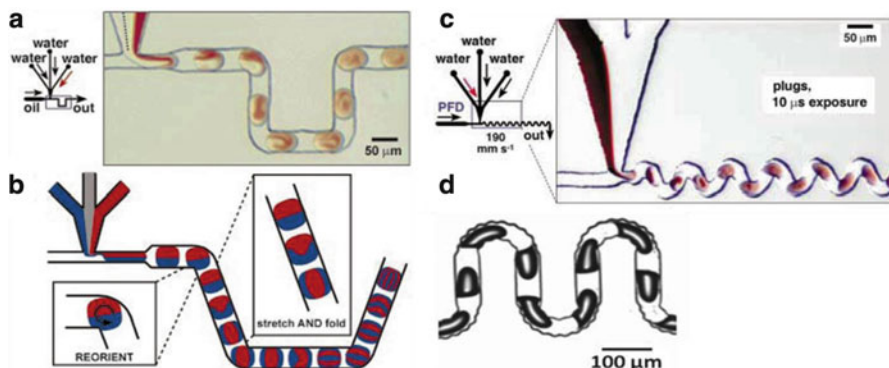 a
water
water
water
oil
out
50 μm
b
REORIENT
stretch AND fold
c
water
water
water
PFD
out
190
mm s⁻¹
50 μm
plugs,
10 μs exposure
d
100 μm